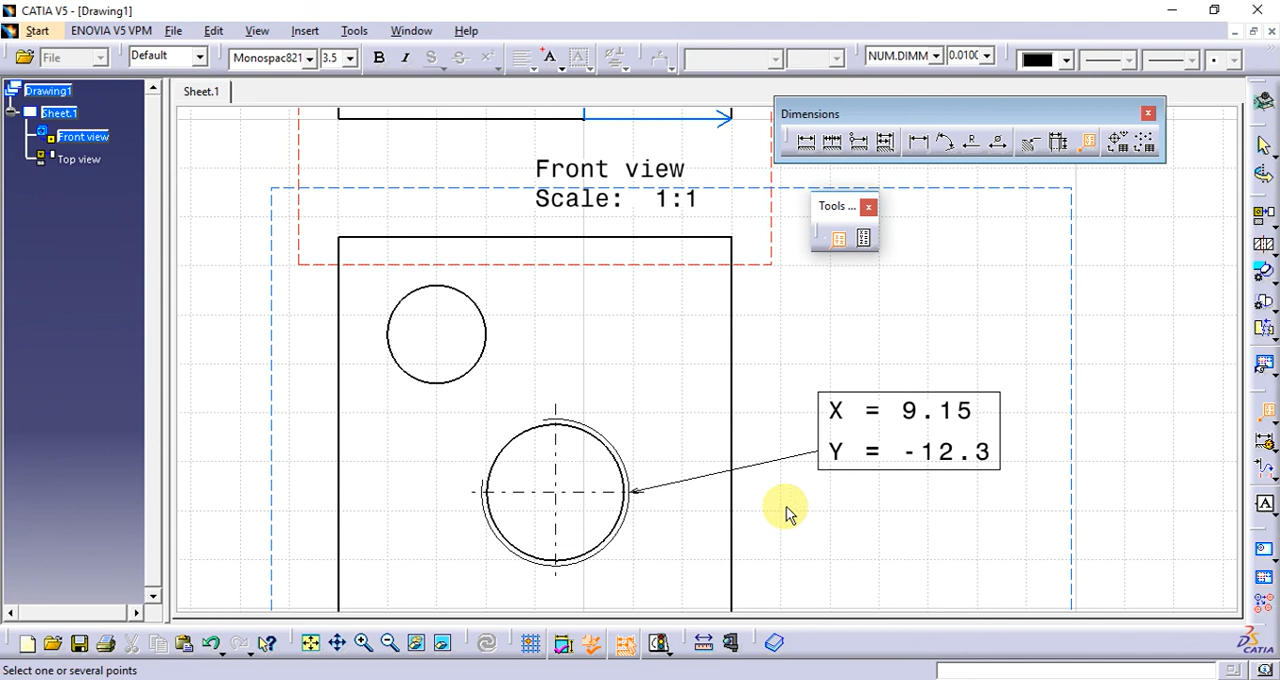 CATIA V5 - [Drawing1]
Start ENOVIA V5 VPM File Edit View Insert Tools Window Help
File Default Monospac821 3.5 B I S NUM.DIMM 0.010
Drawing1
Sheet.1
Front view
Top view
Sheet.1
Dimensions
Tools ...
Front view
Scale: 1:1
X = 9.15
Y = -12.3
Select one or several points
CATIA